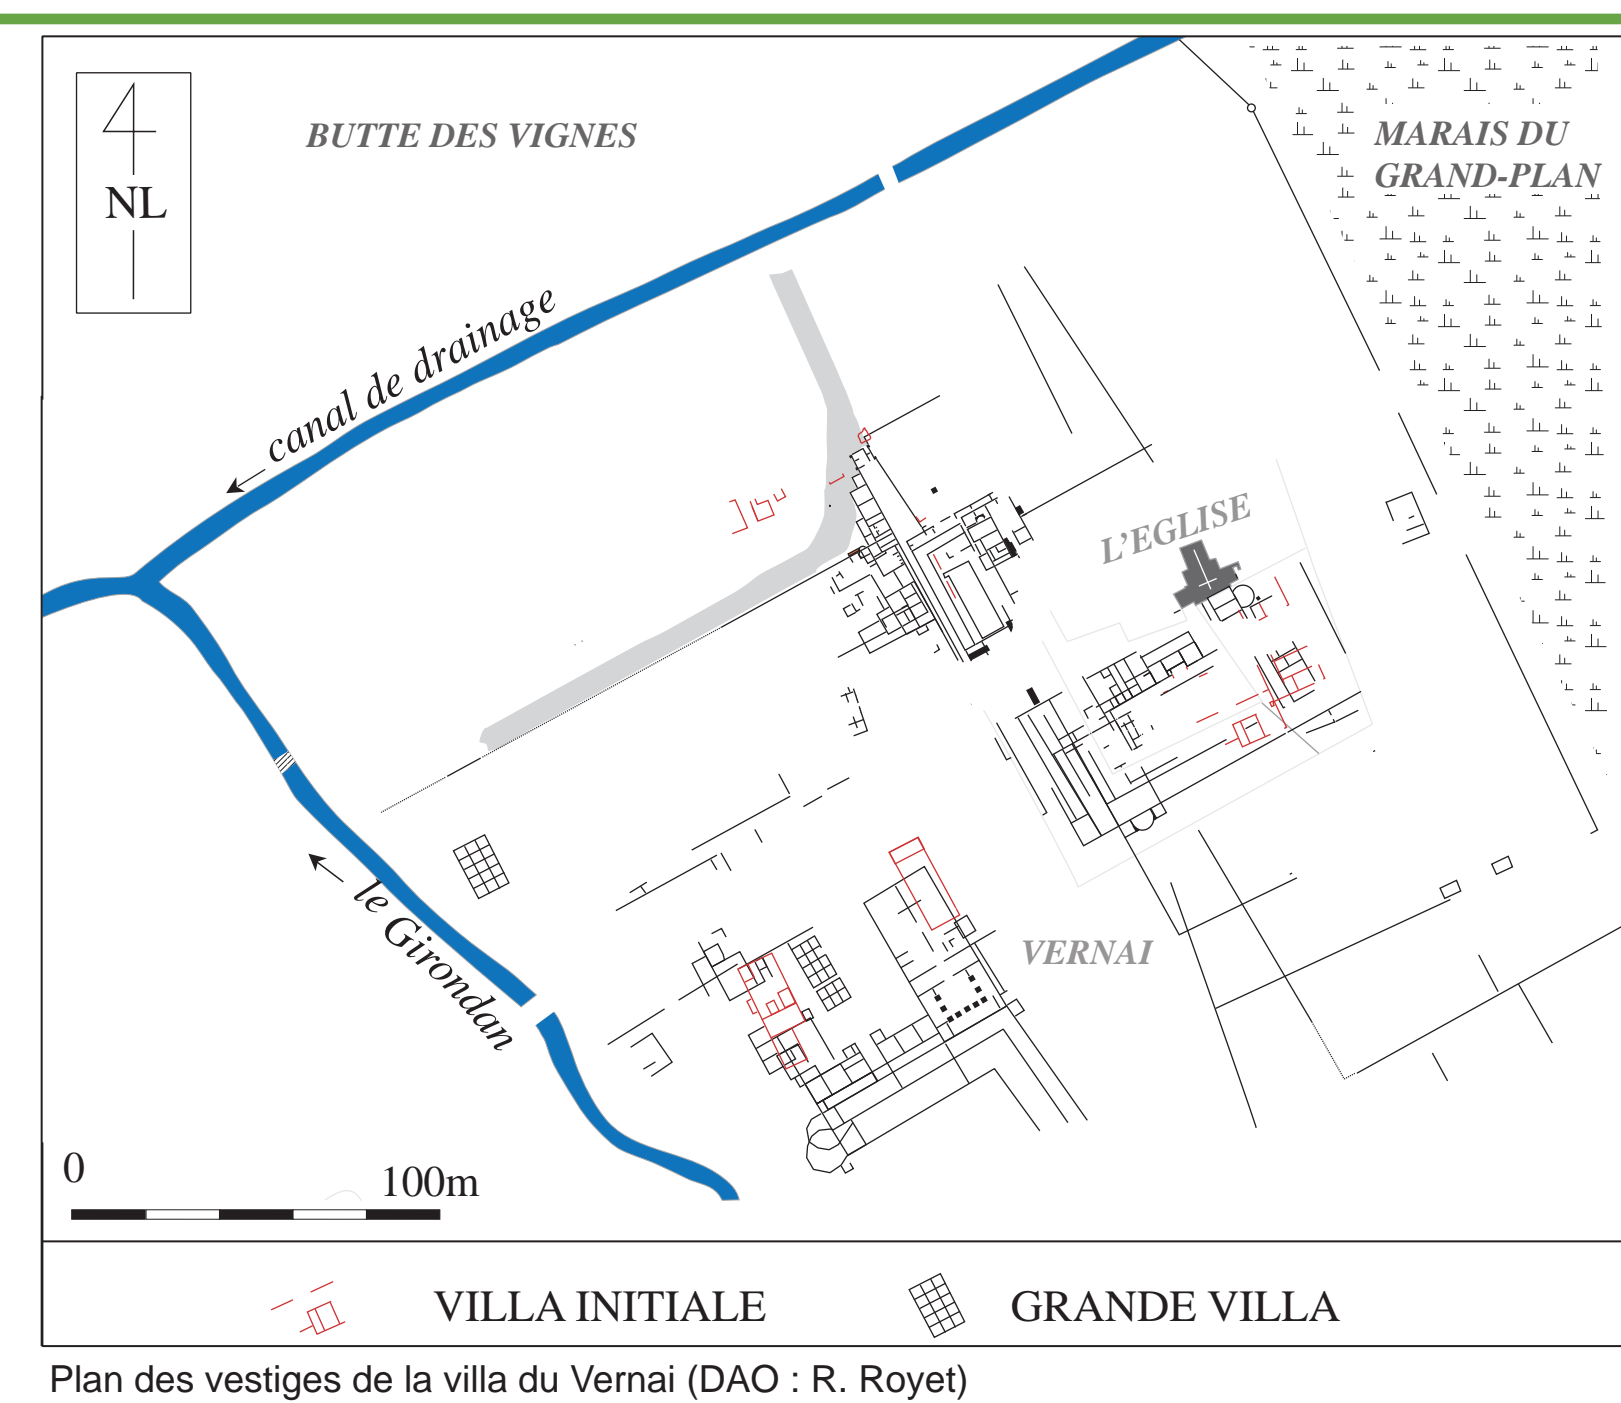 NL
BUTTE DES VIGNES
MARAIS DU
GRAND-PLAN
canal de drainage
L'EGLISE
le Girondan
VERNAI
0
100m
VILLA INITIALE
GRANDE VILLA
Plan des vestiges de la villa du Vernai (DAO : R. Royet)